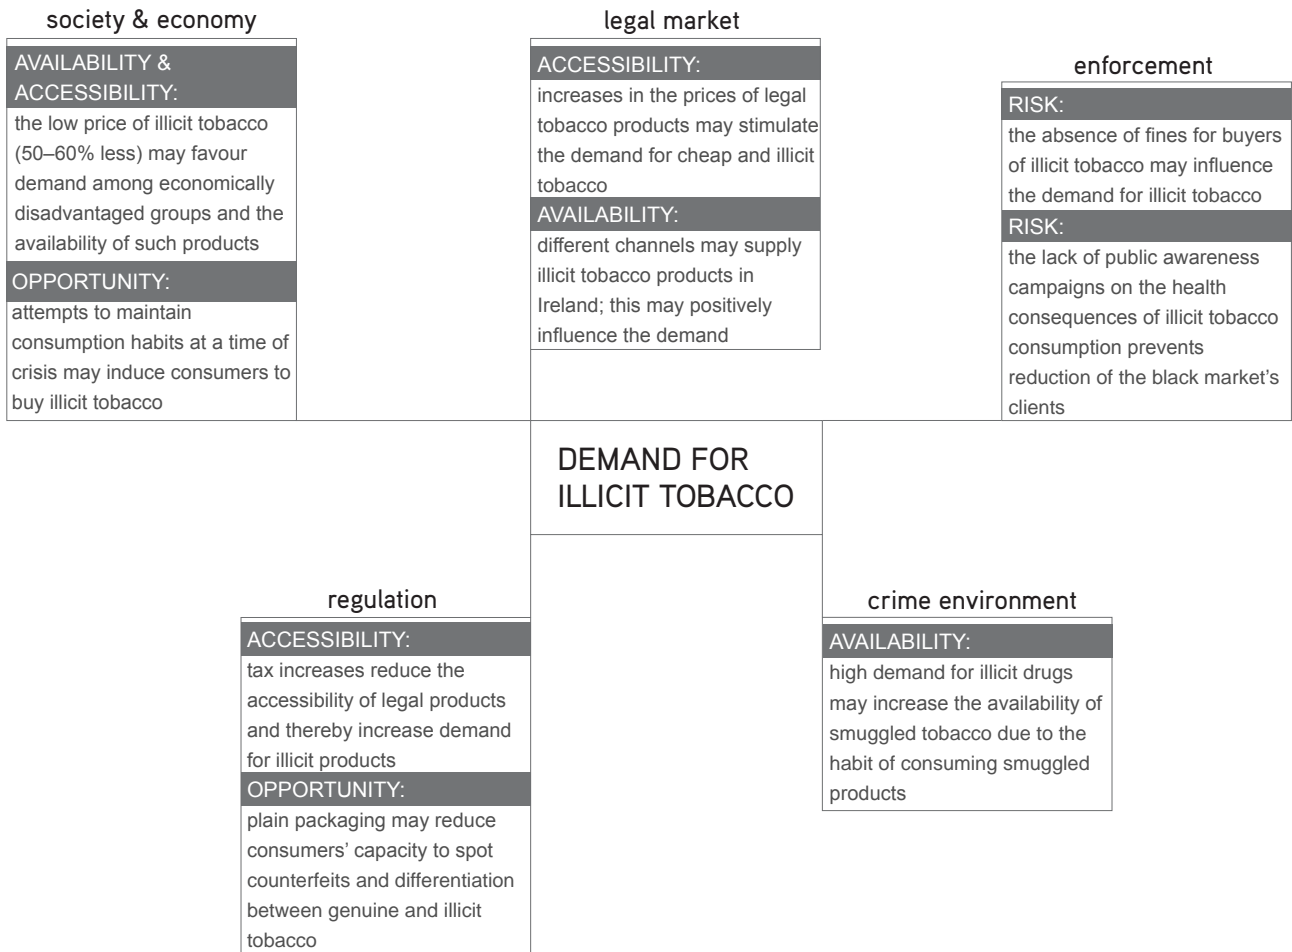 society & economy
AVAILABILITY &
ACCESSIBILITY:
the low price of illicit tobacco
(50–60% less) may favour
demand among economically
disadvantaged groups and the
availability of such products
OPPORTUNITY:
attempts to maintain
consumption habits at a time of
crisis may induce consumers to
buy illicit tobacco
legal market
ACCESSIBILITY:
increases in the prices of legal
tobacco products may stimulate
the demand for cheap and illicit
tobacco
AVAILABILITY:
different channels may supply
illicit tobacco products in
Ireland; this may positively
influence the demand
enforcement
RISK:
the absence of fines for buyers
of illicit tobacco may influence
the demand for illicit tobacco
RISK:
the lack of public awareness
campaigns on the health
consequences of illicit tobacco
consumption prevents
reduction of the black market’s
clients
DEMAND FOR
ILLICIT TOBACCO
regulation
ACCESSIBILITY:
tax increases reduce the
accessibility of legal products
and thereby increase demand
for illicit products
OPPORTUNITY:
plain packaging may reduce
consumers’ capacity to spot
counterfeits and differentiation
between genuine and illicit
tobacco
crime environment
AVAILABILITY:
high demand for illicit drugs
may increase the availability of
smuggled tobacco due to the
habit of consuming smuggled
products